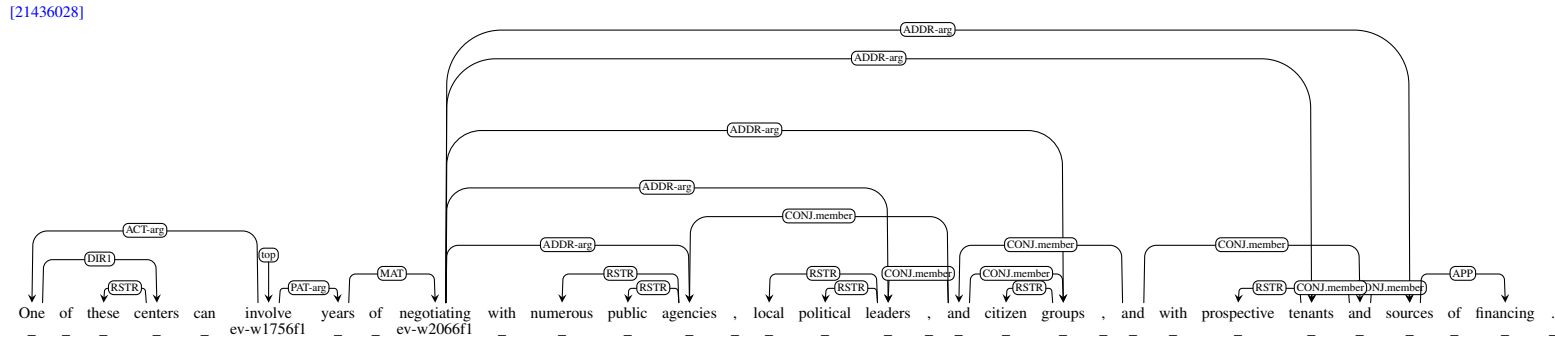 [21436028]
ADDR-arg
ADDR-arg
ADDR-arg
ADDR-arg
CONJ.member
ACT-arg
ADDR-arg CONJ.member CONJ.member
top
DIR1
MAT RSTR RSTR CONJ.member CONJ.member APP
RSTR PAT-arg RSTR RSTR RSTR RSTR CONJ.member
One of these centers can involve years of negotiating with numerous public agencies , local political leaders , and citizen groups , and with prospective tenants and sources of financing .
_ _ _ _ _ ev-w1756f1 _ _ ev-w2066f1 _ _ _ _ _ _ _ _ _ _ _ _ _ _ _ _ _ _ _ _ _ _